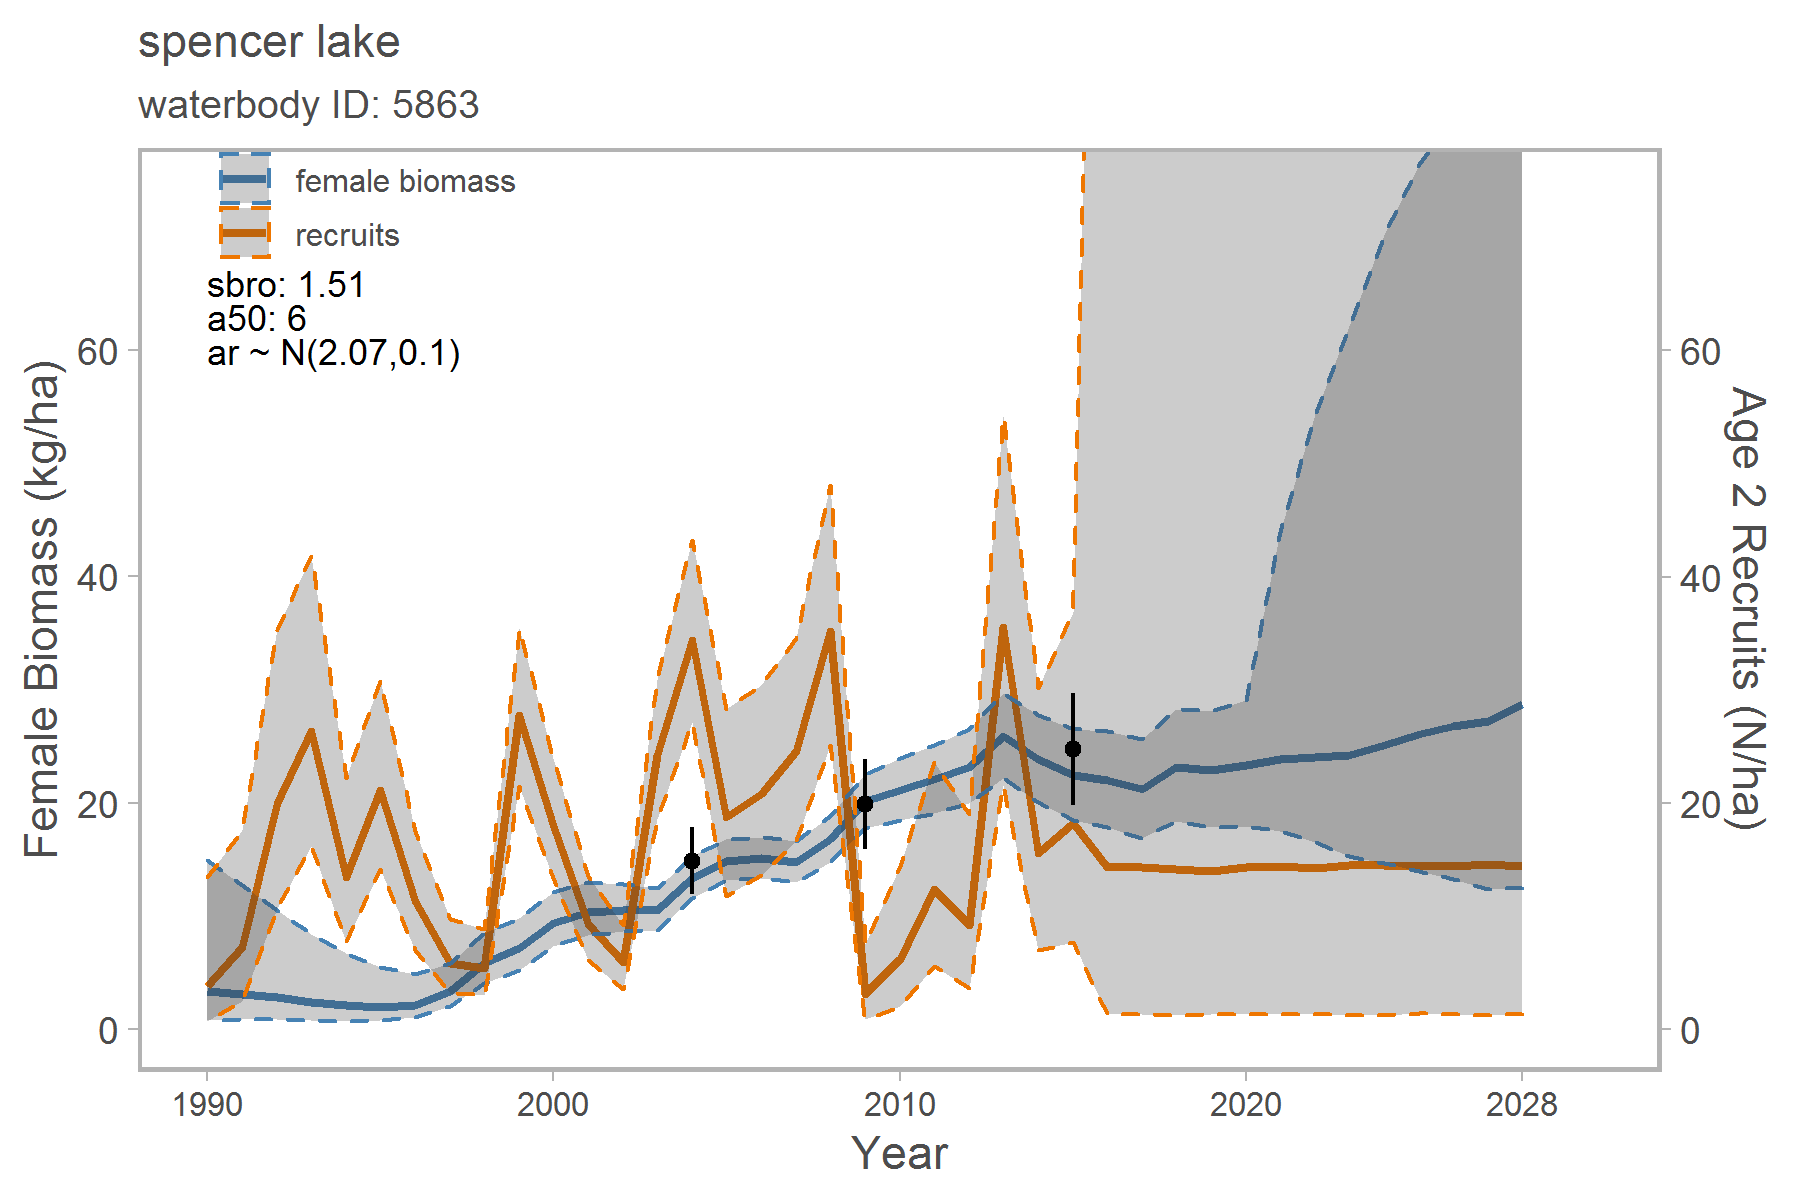 spencer lake
waterbody ID: 5863
female biomass
recruits
sbro: 1.51
a50: 6
ar ~ N(2.07,0.1)
Female Biomass (kg/ha)
60
40
20
0
60
40
20
0
Age 2 Recruits (N/ha)
1990
2000
2010
2020
2028
Year